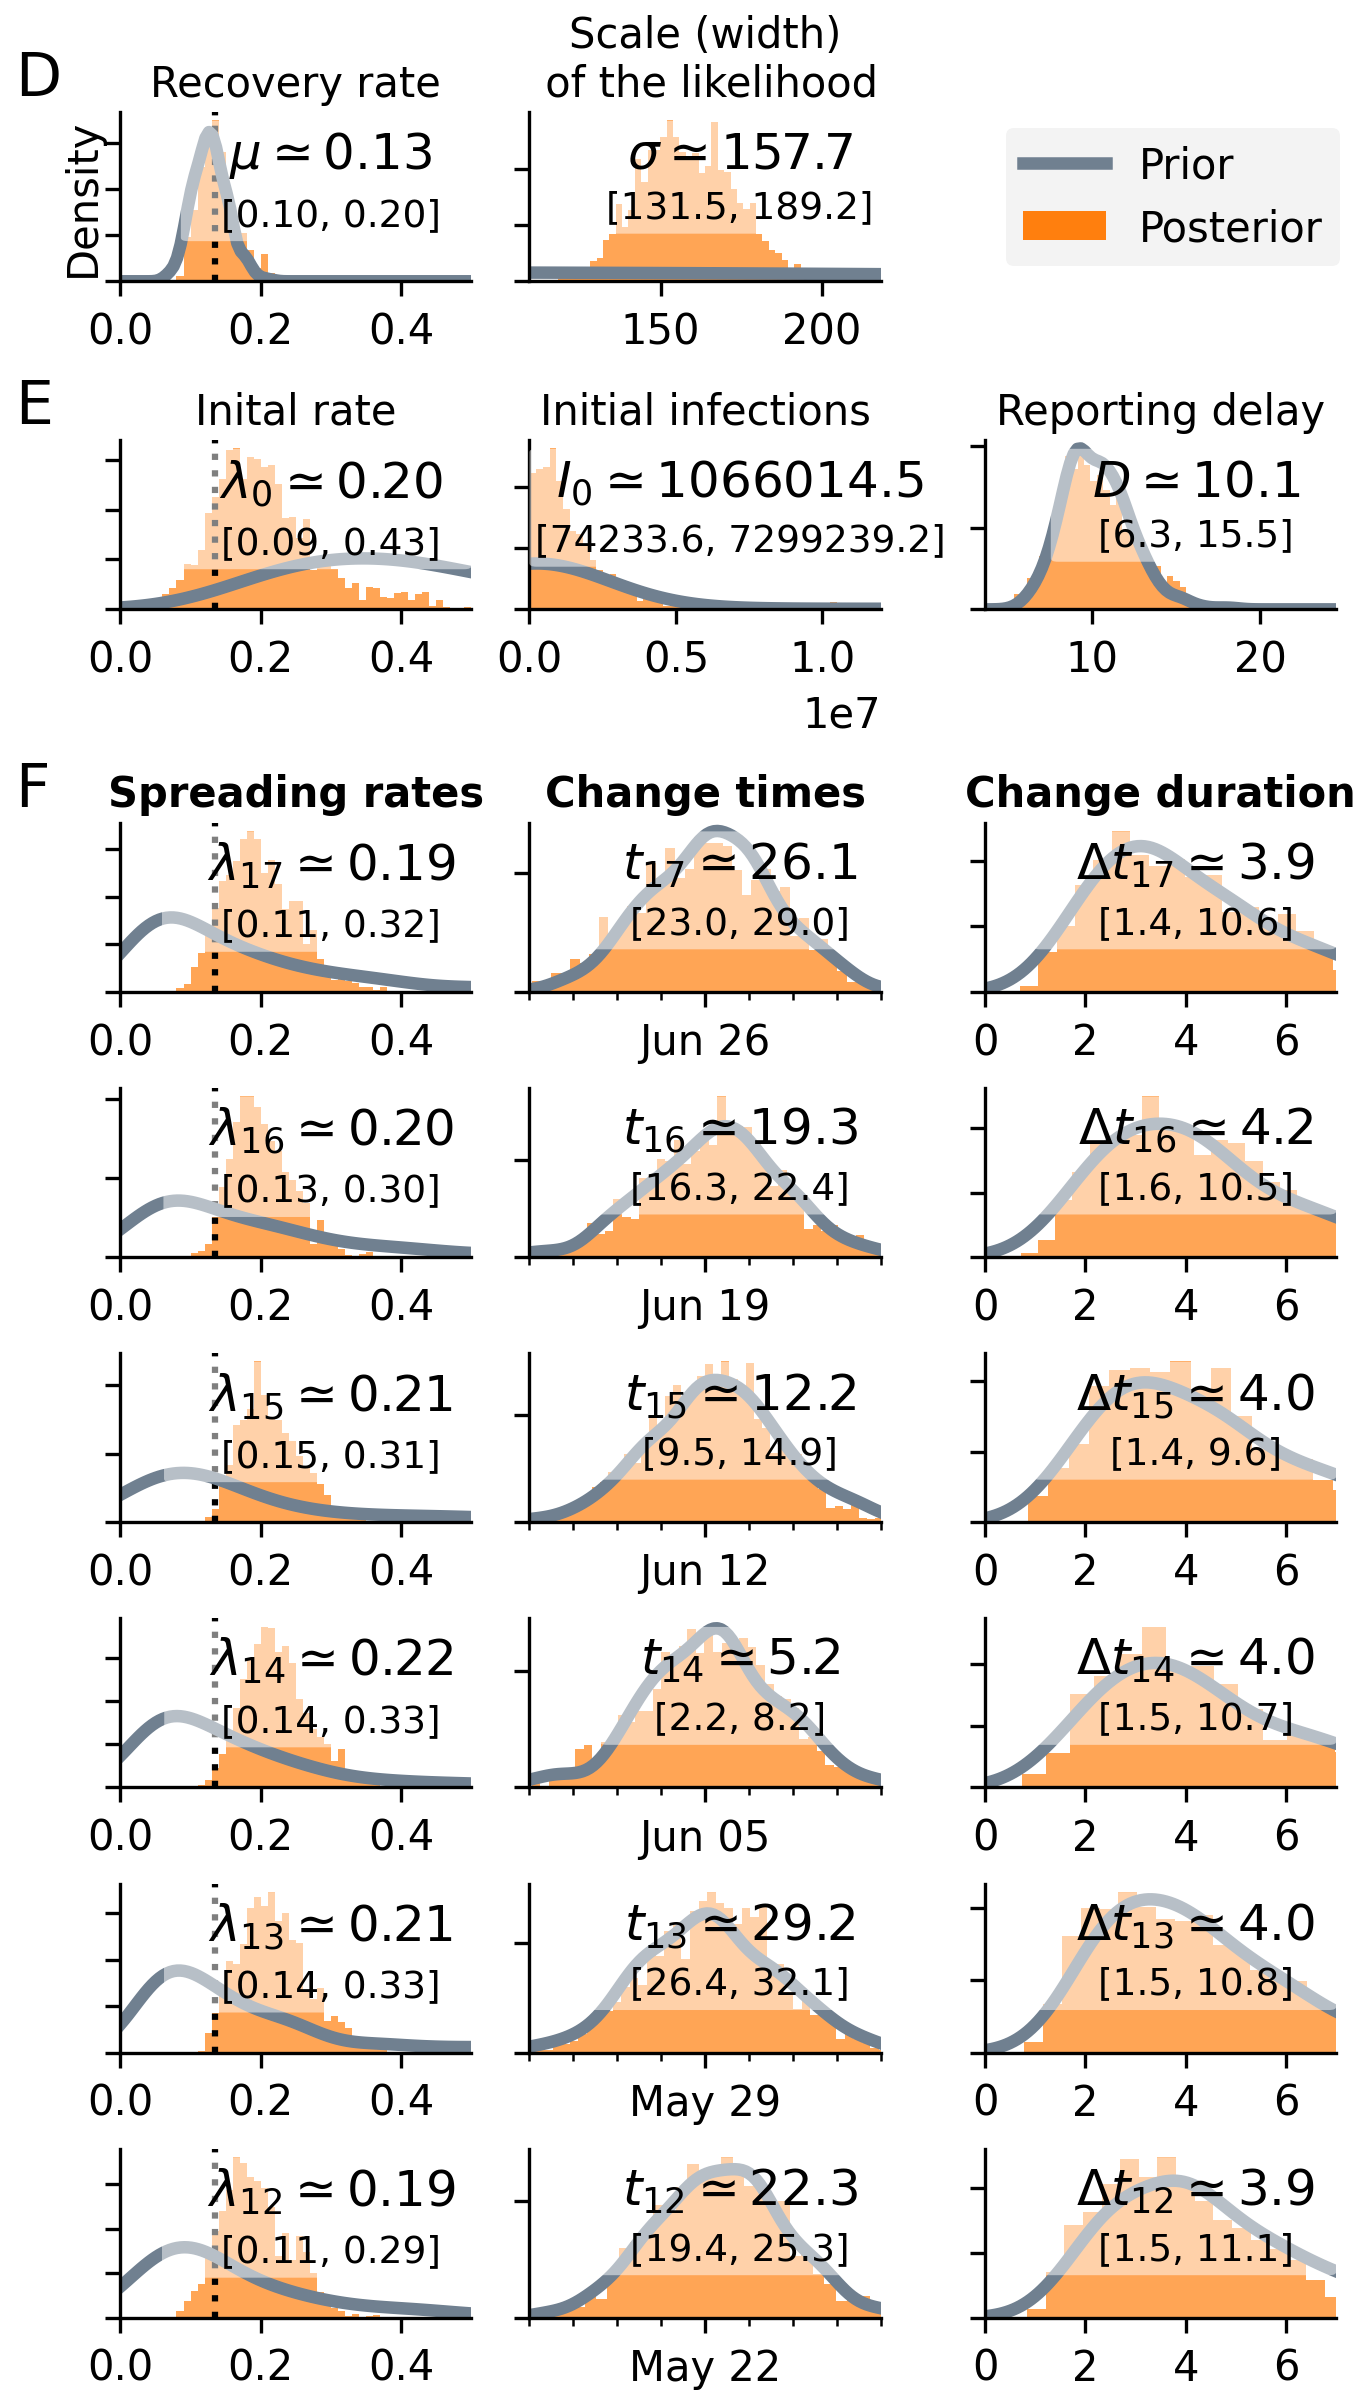 D
Recovery rate
Scale (width)
of the likelihood
Density
μ ≃ 0.13
[0.10, 0.20]
0.0 0.2 0.4
σ ≃ 157.7
[131.5, 189.2]
150 200
Prior
Posterior
E
Inital rate
λ0 ≃ 0.20
[0.09, 0.43]
0.0 0.2 0.4
Initial infections
I0 ≃ 1066014.5
[74233.6, 7299239.2]
0.0 0.5 1.0
1e7
Reporting delay
D ≃ 10.1
[6.3, 15.5]
10 20
F
Spreading rates Change times Change duration
λ17 ≃ 0.19
[0.11, 0.32]
0.0 0.2 0.4
t17 ≃ 26.1
[23.0, 29.0]
Jun 26
Δt17 ≃ 3.9
[1.4, 10.6]
0 2 4 6
λ16 ≃ 0.20
[0.13, 0.30]
0.0 0.2 0.4
t16 ≃ 19.3
[16.3, 22.4]
Jun 19
Δt16 ≃ 4.2
[1.6, 10.5]
0 2 4 6
λ15 ≃ 0.21
[0.15, 0.31]
0.0 0.2 0.4
t15 ≃ 12.2
[9.5, 14.9]
Jun 12
Δt15 ≃ 4.0
[1.4, 9.6]
0 2 4 6
λ14 ≃ 0.22
[0.14, 0.33]
0.0 0.2 0.4
t14 ≃ 5.2
[2.2, 8.2]
Jun 05
Δt14 ≃ 4.0
[1.5, 10.7]
0 2 4 6
λ13 ≃ 0.21
[0.14, 0.33]
0.0 0.2 0.4
t13 ≃ 29.2
[26.4, 32.1]
May 29
Δt13 ≃ 4.0
[1.5, 10.8]
0 2 4 6
λ12 ≃ 0.19
[0.11, 0.29]
0.0 0.2 0.4
t12 ≃ 22.3
[19.4, 25.3]
May 22
Δt12 ≃ 3.9
[1.5, 11.1]
0 2 4 6